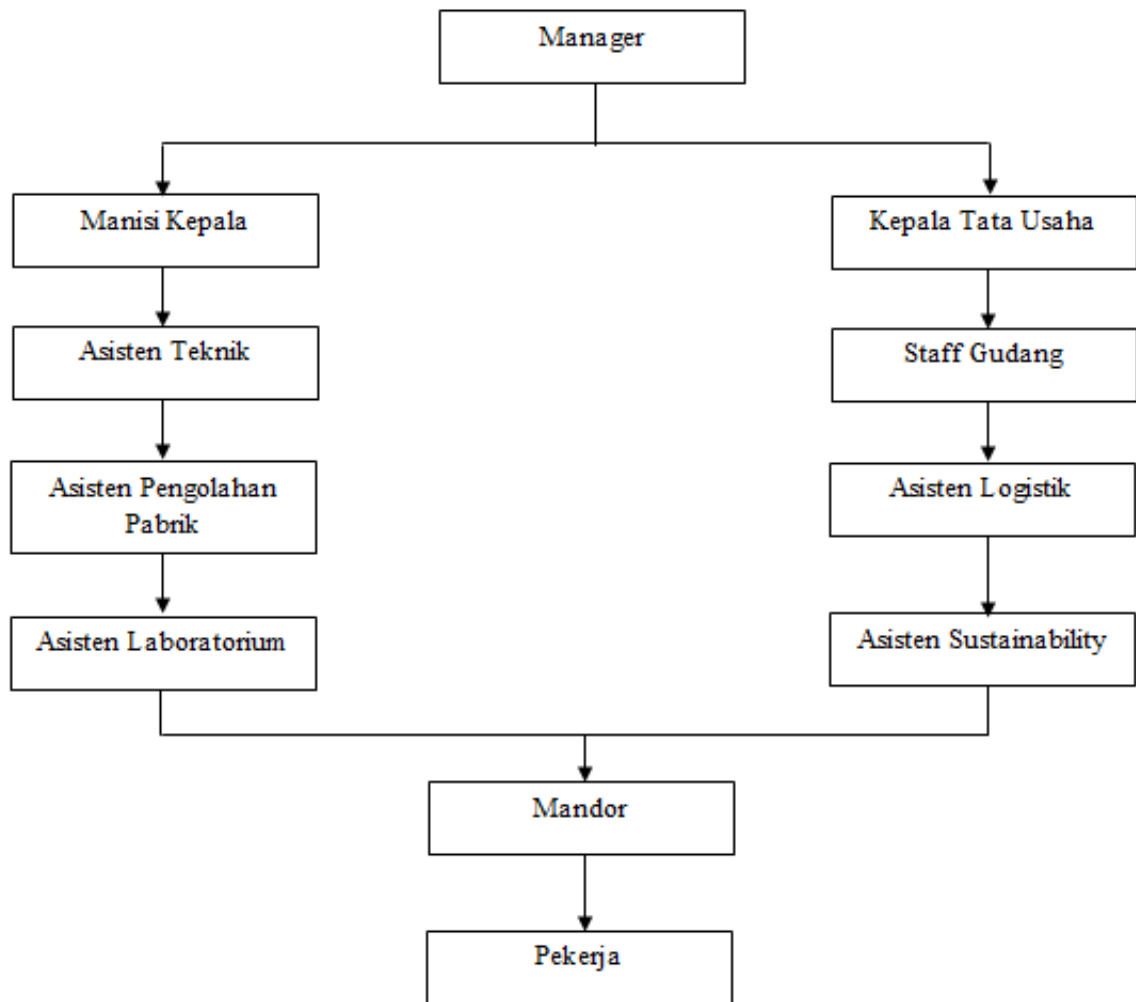 Manager
Manisi Kepala
Kepala Tata Usaha
Asisten Teknik
Staff Gudang
Asisten Pengolahan
Pabrik
Asisten Logistik
Asisten Laboratorium
Asisten Sustainability
Mandor
Pekerja